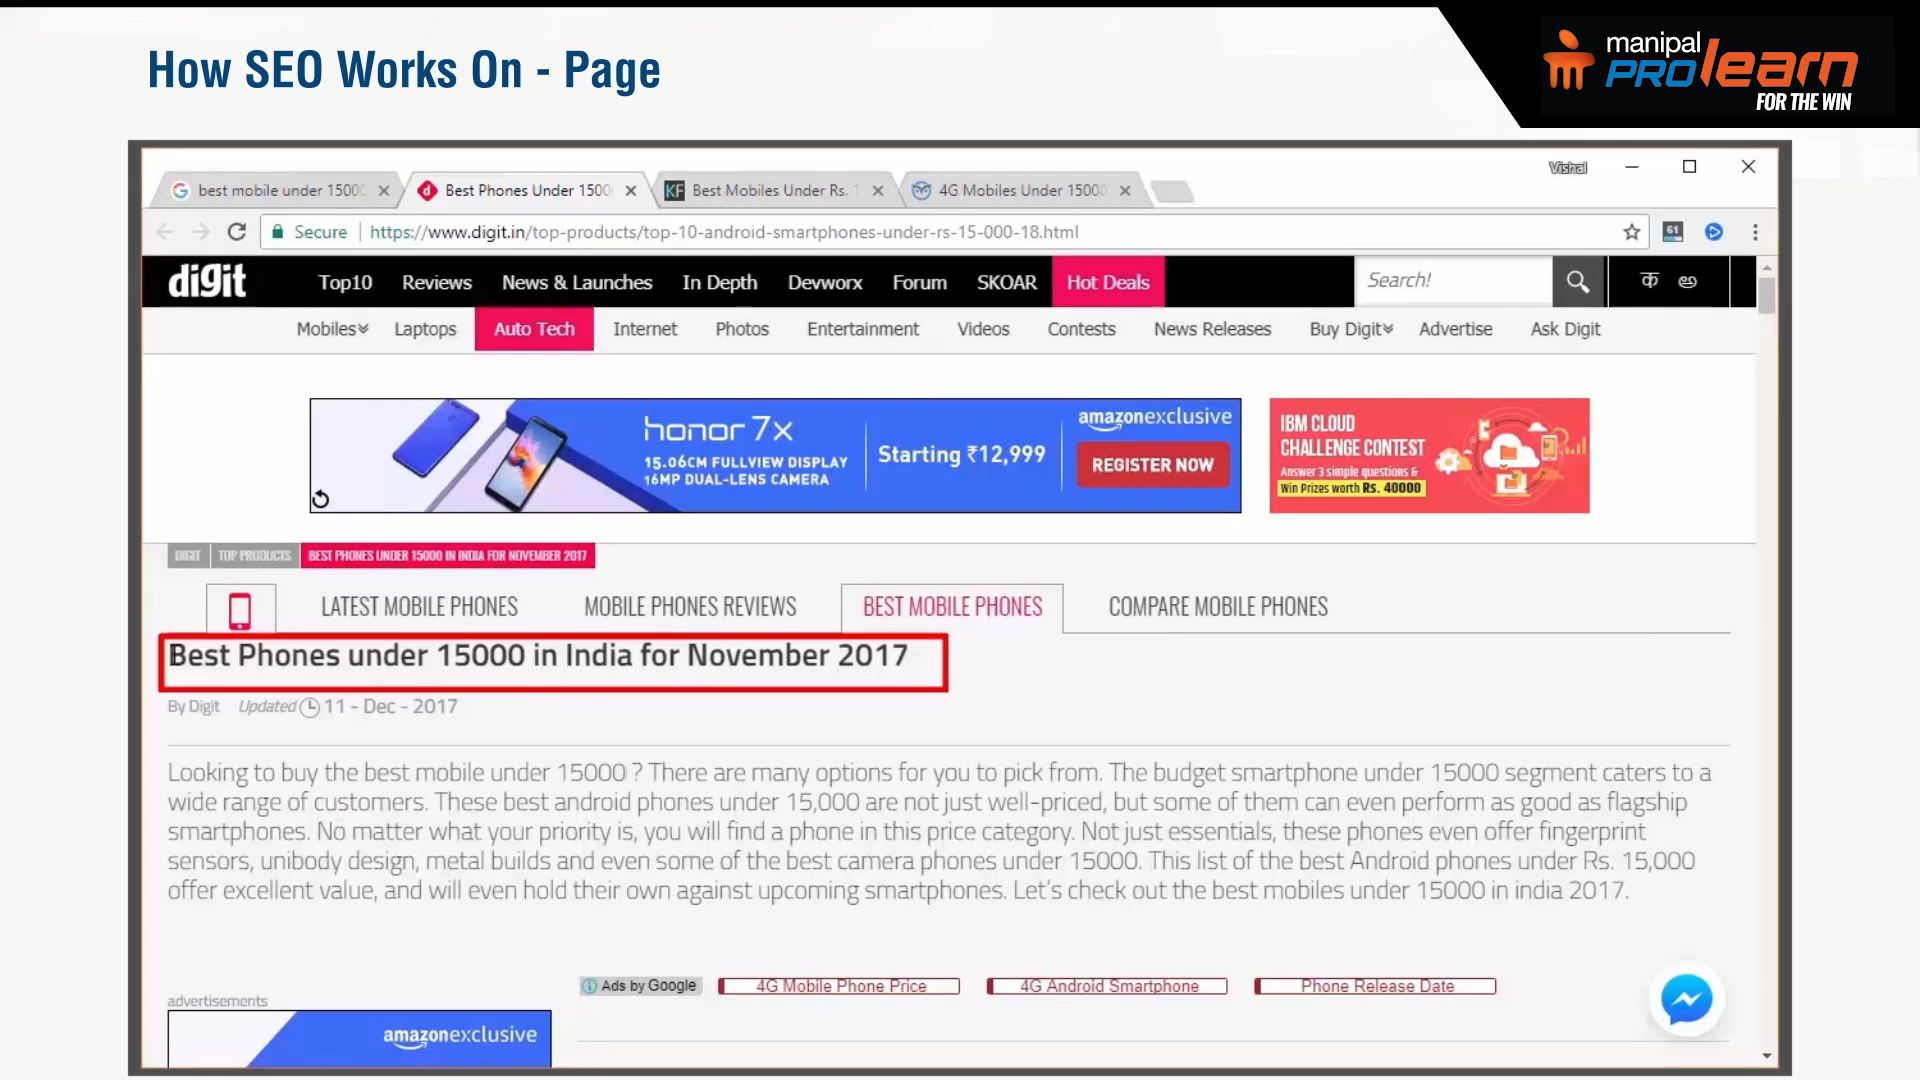 How SEO Works On - Page
manipal
PROlearn
FOR THE WIN
Vishal
best mobile under 1500
Best Phones Under 1500
KF Best Mobiles Under Rs. 1
4G Mobiles Under 15000
Secure https://www.digit.in/top-products/top-10-android-smartphones-under-rs-15-000-18.html
61
digit Top10 Reviews News & Launches In Depth Devworx Forum SKOAR Hot Deals Search! क ಅ
Mobiles Laptops Auto Tech Internet Photos Entertainment Videos Contests News Releases Buy Digit Advertise Ask Digit
honor 7x
15.06CM FULLVIEW DISPLAY
16MP DUAL-LENS CAMERA
Starting ₹12,999
amazonexclusive
REGISTER NOW
IBM CLOUD
CHALLENGE CONTEST
Answer 3 simple questions &
Win Prizes worth Rs. 40000
DIGIT TOP PRODUCTS BEST PHONES UNDER 15000 IN INDIA FOR NOVEMBER 2017
LATEST MOBILE PHONES MOBILE PHONES REVIEWS BEST MOBILE PHONES COMPARE MOBILE PHONES
Best Phones under 15000 in India for November 2017
By Digit Updated 11 - Dec - 2017
Looking to buy the best mobile under 15000 ? There are many options for you to pick from. The budget smartphone under 15000 segment caters to a
wide range of customers. These best android phones under 15,000 are not just well-priced, but some of them can even perform as good as flagship
smartphones. No matter what your priority is, you will find a phone in this price category. Not just essentials, these phones even offer fingerprint
sensors, unibody design, metal builds and even some of the best camera phones under 15000. This list of the best Android phones under Rs. 15,000
offer excellent value, and will even hold their own against upcoming smartphones. Let's check out the best mobiles under 15000 in india 2017.
Ads by Google 4G Mobile Phone Price 4G Android Smartphone Phone Release Date
advertisements
amazonexclusive